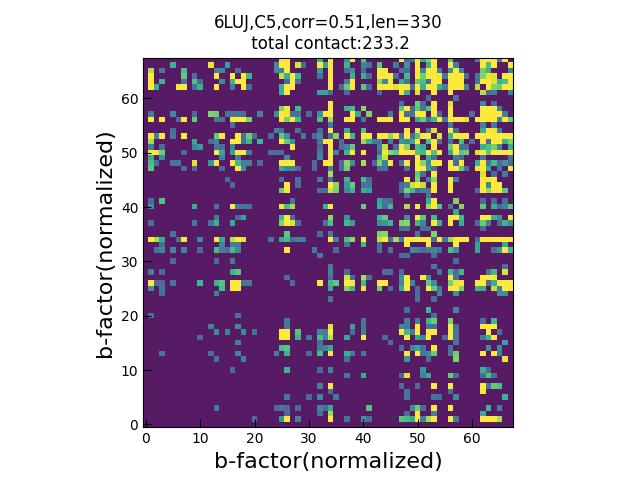 6LUJ,C5,corr=0.51,len=330
total contact:233.2
b-factor(normalized)
60
50
40
30
20
10
0
0 10 20 30 40 50 60
b-factor(normalized)